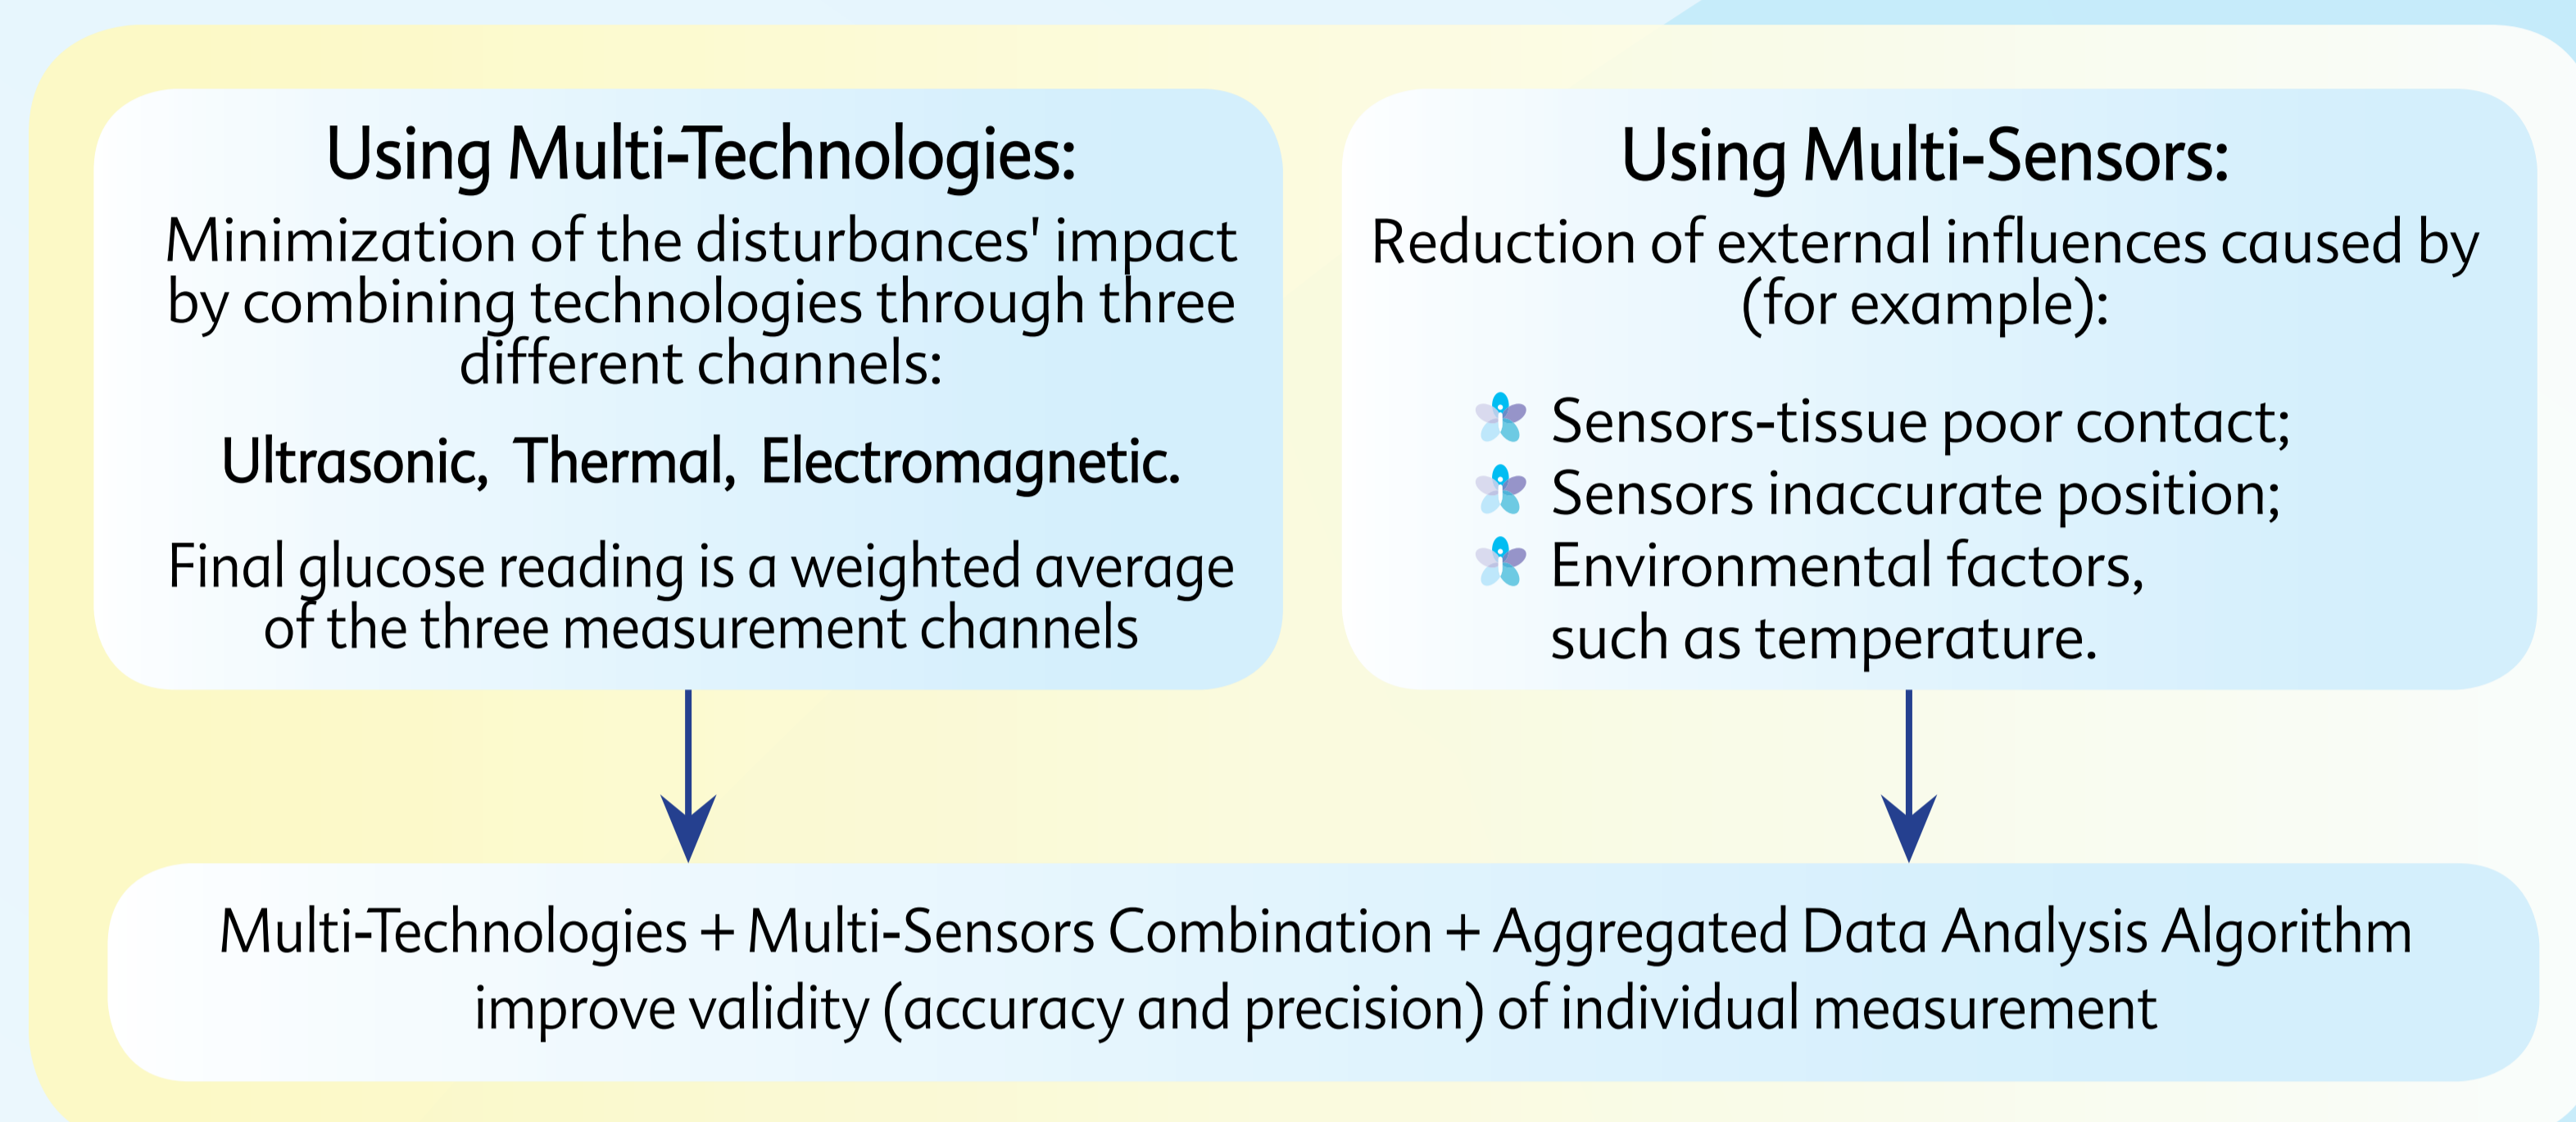 Using Multi-Technologies:
Minimization of the disturbances' impact
by combining technologies through three
different channels:
Ultrasonic, Thermal, Electromagnetic.
Final glucose reading is a weighted average
of the three measurement channels
Using Multi-Sensors:
Reduction of external influences caused by
(for example):
Sensors-tissue poor contact;
Sensors inaccurate position;
Environmental factors,
such as temperature.
Multi-Technologies + Multi-Sensors Combination + Aggregated Data Analysis Algorithm
improve validity (accuracy and precision) of individual measurement